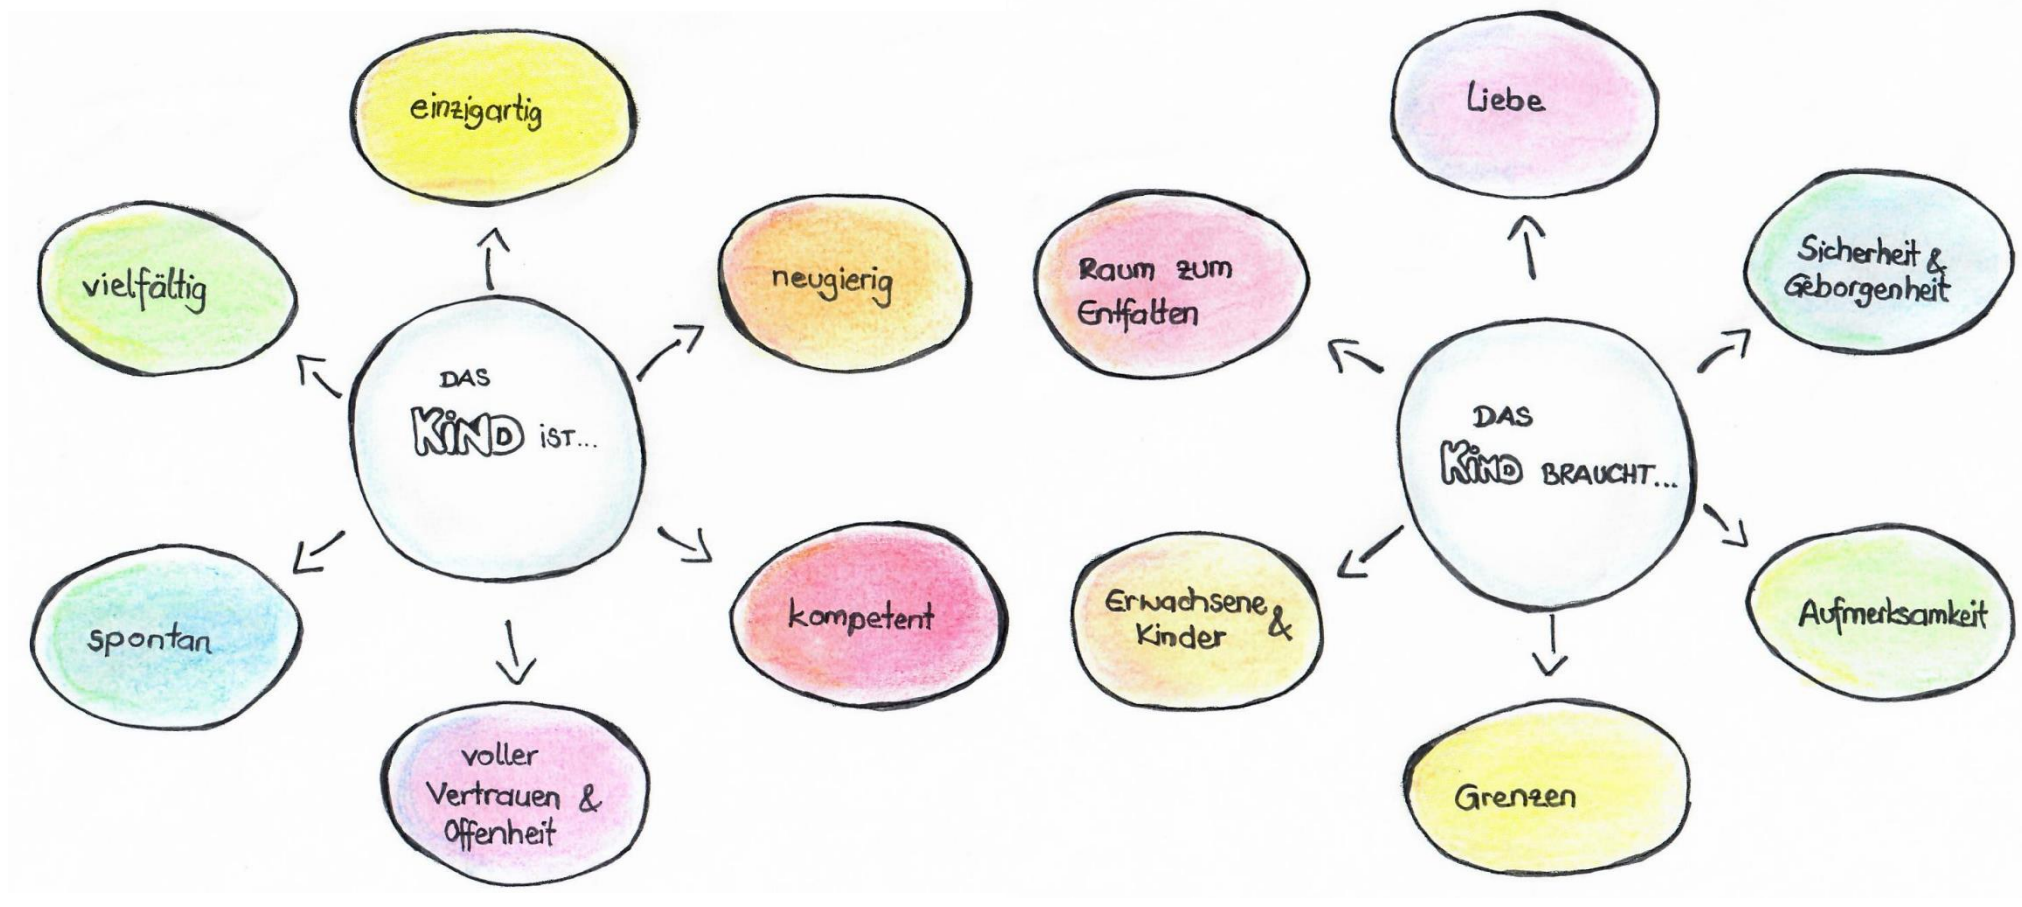 DAS
KiND iST...
einzigartig
neugierig
kompetent
voller
Vertrauen &
Offenheit
spontan
vielfältig
DAS
KiND BRAUCHT...
Liebe
Sicherheit &
Geborgenheit
Aufmerksamkeit
Grenzen
Erwachsene &
Kinder
Raum zum
Entfalten